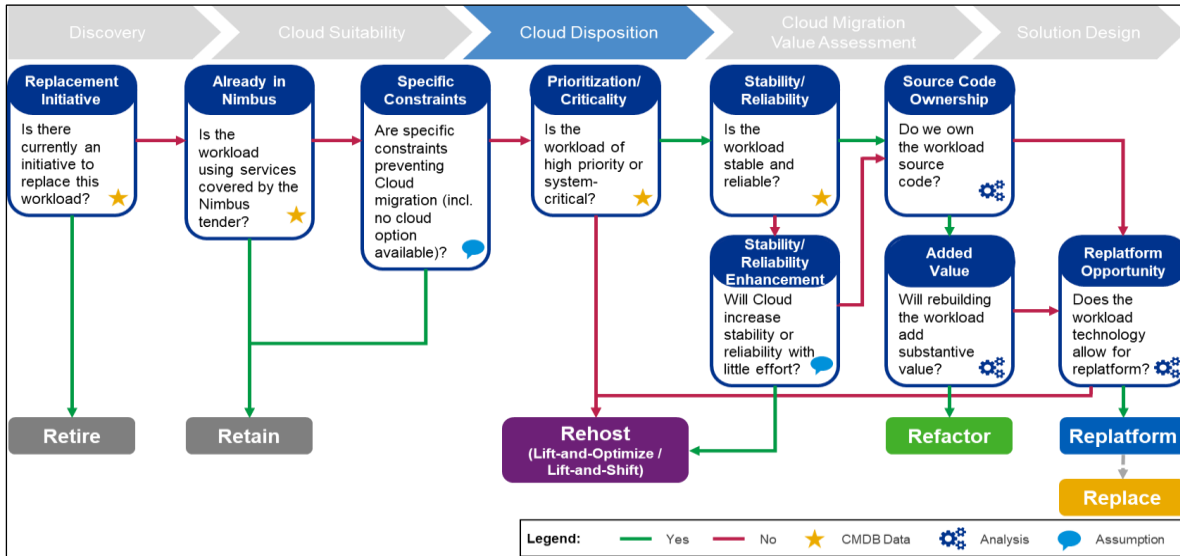 Discovery
Cloud Suitability
Cloud Disposition
Cloud Migration
Value Assessment
Solution Design
Replacement
Initiative
Is there
currently an
initiative to
replace this
workload?
Already in
Nimbus
Is the
workload
using services
covered by the
Nimbus
tender?
Specific
Constraints
Are specific
constraints
preventing
Cloud
migration (incl.
no cloud
option
available)?
Prioritization/
Criticality
Is the
workload of
high priority or
system-
critical?
Stability/
Reliability
Is the
workload
stable and
reliable?
Source Code
Ownership
Do we own
the workload
source
code?
Stability/
Reliability
Enhancement
Will Cloud
increase
stability or
reliability with
little effort?
Added
Value
Will rebuilding
the workload
add
substantive
value?
Replatform
Opportunity
Does the
workload
technology
allow for
replatform?
Retire
Retain
Rehost
(Lift-and-Optimize /
Lift-and-Shift)
Refactor
Replatform
Replace
Legend:
Yes
No
CMDB Data
Analysis
Assumption